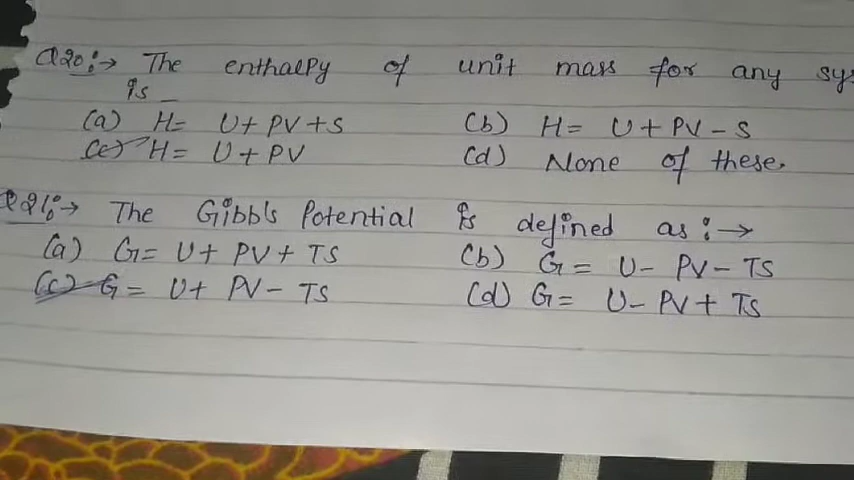 Q20:→ The enthalpy of unit mass for any sys
is _
(a) H= U+PV+S (b) H= U+PV-S
(c) H= U+PV (d) None of these.
Q21:→ The Gibb's Potential is defined as:→
(a) G= U+ PV+ TS (b) G= U- PV- TS
(c) G= U+ PV- TS (d) G= U- PV+ TS